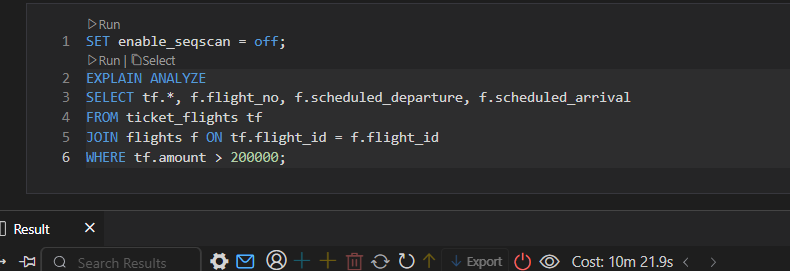 Run
1 SET enable_seqscan = off;
Run | Select
2 EXPLAIN ANALYZE
3 SELECT tf.*, f.flight_no, f.scheduled_departure, f.scheduled_arrival
4 FROM ticket_flights tf
5 JOIN flights f ON tf.flight_id = f.flight_id
6 WHERE tf.amount > 200000;
Result
Search Results Export Cost: 10m 21.9s